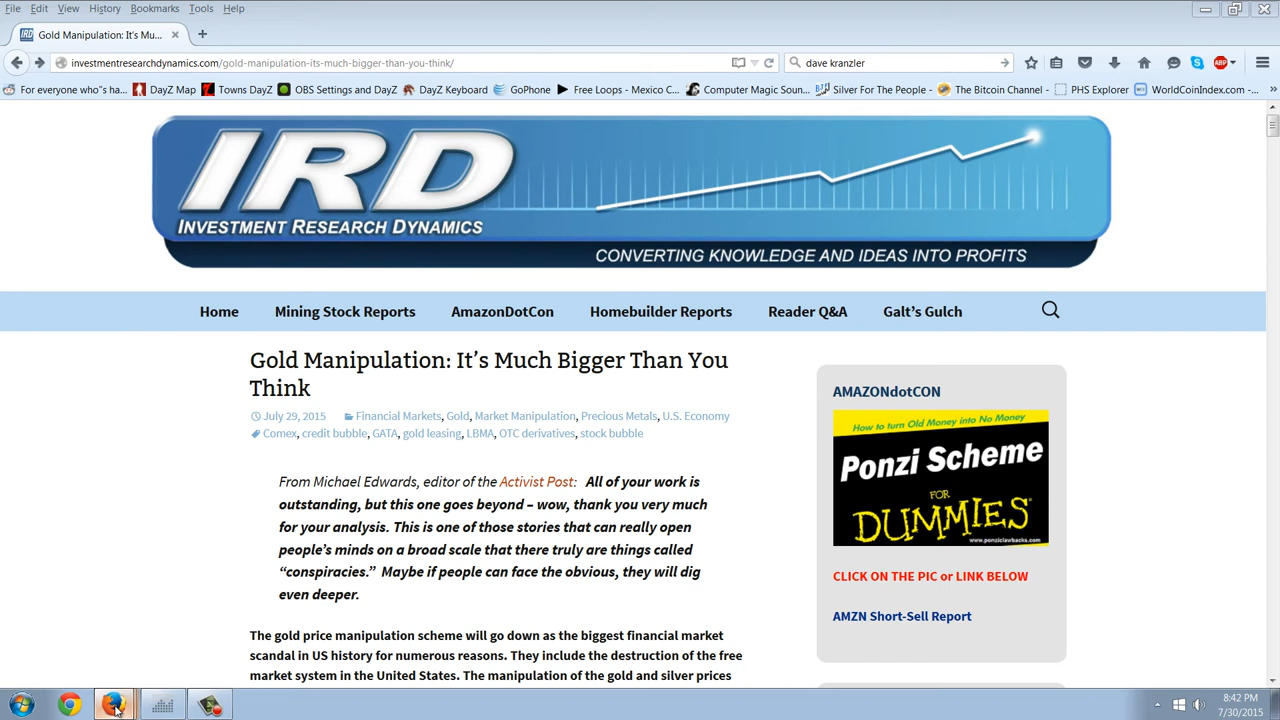 File Edit View History Bookmarks Tools Help
Gold Manipulation: It's Mu...
investmentresearchdynamics.com/gold-manipulation-its-much-bigger-than-you-think/
dave kranzler
ABP
For everyone who"s ha...
DayZ Map
Towns DayZ
OBS Settings and DayZ
DayZ Keyboard
GoPhone
Free Loops - Mexico C...
Computer Magic Soun...
Silver For The People -
The Bitcoin Channel -
PHS Explorer
WorldCoinIndex.com -...
IRD
INVESTMENT RESEARCH DYNAMICS
CONVERTING KNOWLEDGE AND IDEAS INTO PROFITS
Home Mining Stock Reports AmazonDotCon Homebuilder Reports Reader Q&A Galt's Gulch
Gold Manipulation: It's Much Bigger Than You
Think
July 29, 2015 Financial Markets, Gold, Market Manipulation, Precious Metals, U.S. Economy
Comex, credit bubble, GATA, gold leasing, LBMA, OTC derivatives, stock bubble
From Michael Edwards, editor of the Activist Post: All of your work is
outstanding, but this one goes beyond – wow, thank you very much
for your analysis. This is one of those stories that can really open
people's minds on a broad scale that there truly are things called
“conspiracies.” Maybe if people can face the obvious, they will dig
even deeper.
The gold price manipulation scheme will go down as the biggest financial market
scandal in US history for numerous reasons. They include the destruction of the free
market system in the United States. The manipulation of the gold and silver prices
AMAZONdotCON
How to turn Old Money into No Money
Ponzi Scheme
FOR
DUMMIES
www.ponziclawbacks.com
CLICK ON THE PIC or LINK BELOW
AMZN Short-Sell Report
8:42 PM
7/30/2015